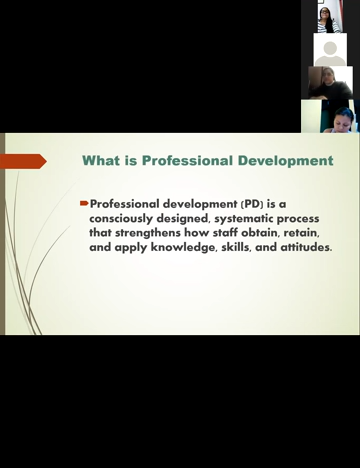 What is Professional Development
Professional development (PD) is a
consciously designed, systematic process
that strengthens how staff obtain, retain,
and apply knowledge, skills, and attitudes.